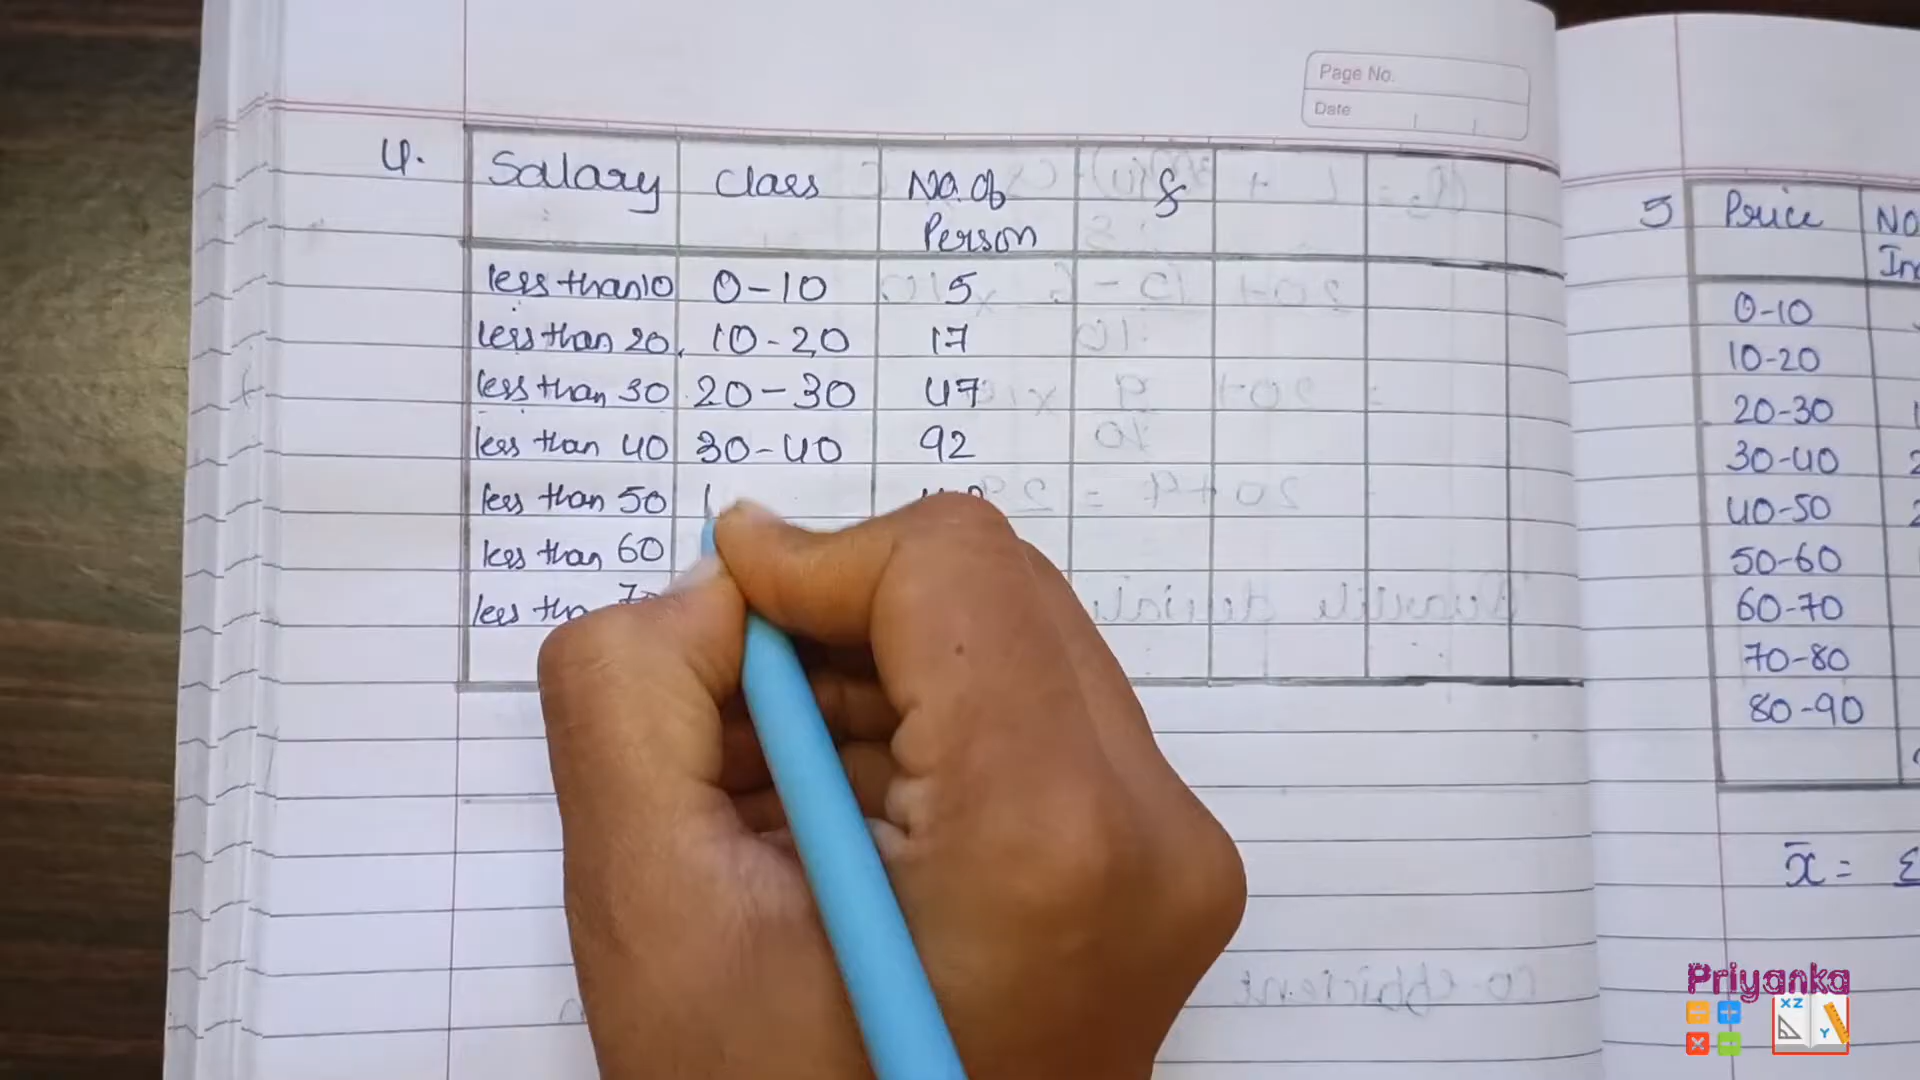 Page No.
Date
4. Salary Class No. of Person f
less than 10 0-10 5
less than 20 10-20 17
less than 30 20-30 47
less than 40 30-40 92
less than 50
less than 60
less
5 Price No
0-10
10-20
20-30
30-40
40-50
50-60
60-70
70-80
80-90
x̄ = Σ
Priyanka
XZ
Y